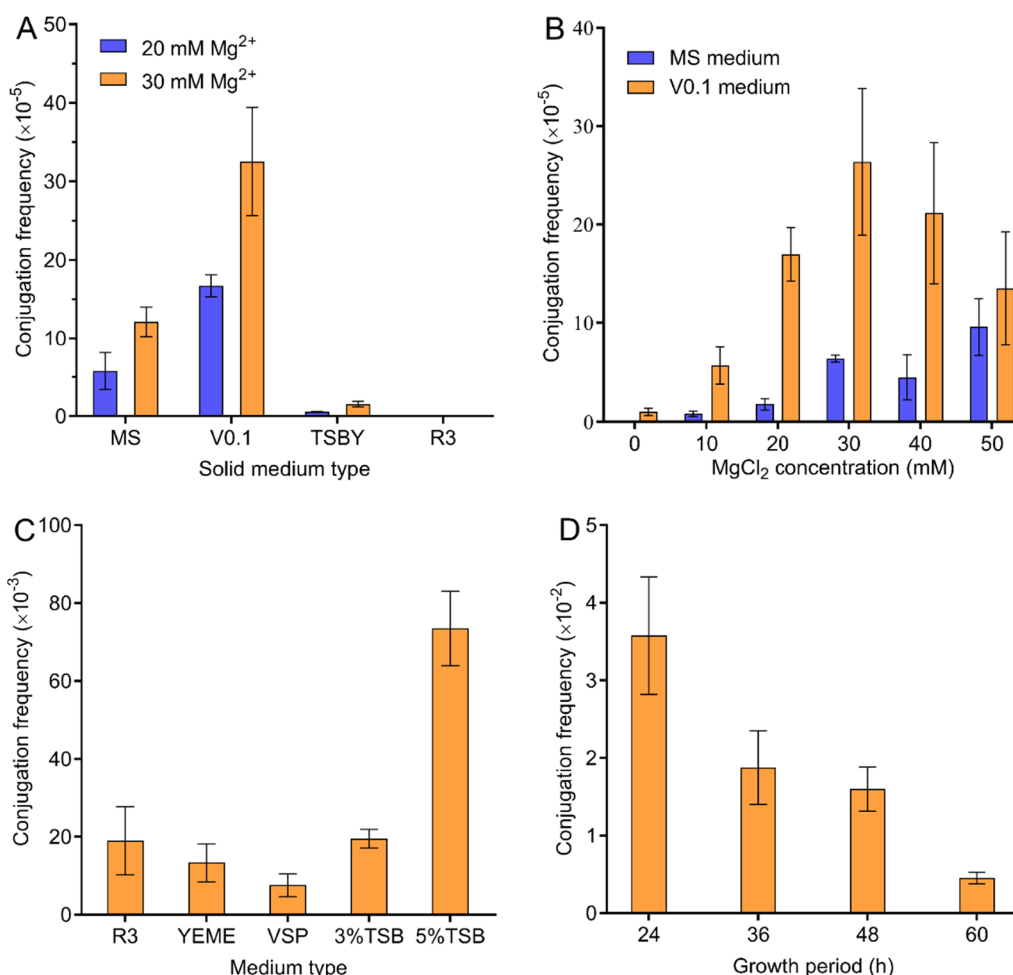 A
20 mM Mg²⁺
30 mM Mg²⁺
Conjugation frequency (×10⁻⁵)
50
40
30
20
10
0
MS V0.1 TSBY R3
Solid medium type
B
MS medium
V0.1 medium
Conjugation frequency (×10⁻⁵)
40
30
20
10
0
0 10 20 30 40 50
MgCl₂ concentration (mM)
C
Conjugation frequency (×10⁻³)
100
80
60
40
20
0
R3 YEME VSP 3%TSB 5%TSB
Medium type
D
Conjugation frequency (×10⁻²)
5
4
3
2
1
0
24 36 48 60
Growth period (h)